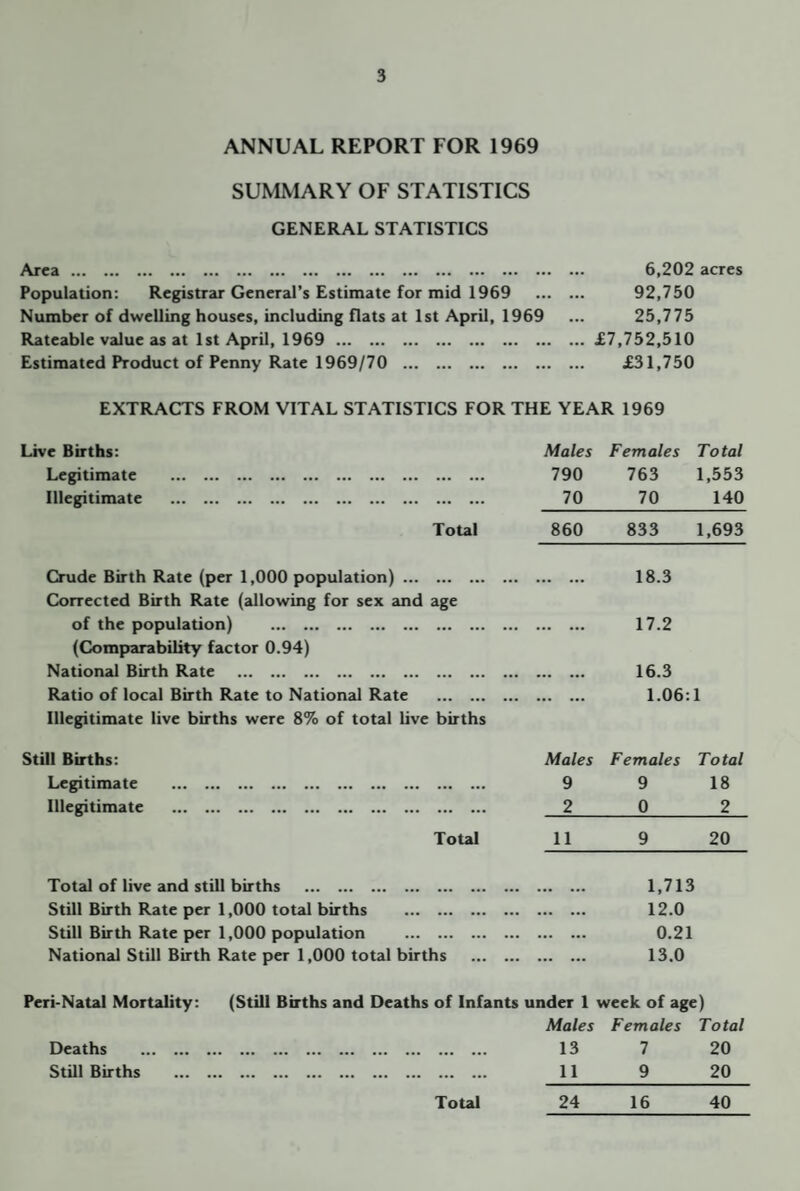 3
ANNUAL REPORT FOR 1969
SUMMARY OF STATISTICS
GENERAL STATISTICS
Area ... ... ... ... ... ... ... ... ... ... ... ... ... ... ... ... 6,202 acres
Population: Registrar General's Estimate for mid 1969 ... ... 92,750
Number of dwelling houses, including flats at 1st April, 1969 ... 25,775
Rateable value as at 1st April, 1969 ... ... ... ... ... ... ... ... £7,752,510
Estimated Product of Penny Rate 1969/70 ... ... ... ... ... ... £31,750
EXTRACTS FROM VITAL STATISTICS FOR THE YEAR 1969
Live Births: Males Females Total
Legitimate ... ... ... ... ... ... ... ... ... ... 790 763 1,553
Illegitimate ... ... ... ... ... ... ... ... ... ... 70 70 140
Total 860 833 1,693
Crude Birth Rate (per 1,000 population) ... ... ... ... ... ... 18.3
Corrected Birth Rate (allowing for sex and age
of the population) ... ... ... ... ... ... ... ... ... ... 17.2
(Comparability factor 0.94)
National Birth Rate ... ... ... ... ... ... ... ... ... ... ... 16.3
Ratio of local Birth Rate to National Rate ... ... ... ... ... 1.06:1
Illegitimate live births were 8% of total live births
Still Births: Males Females Total
Legitimate ... ... ... ... ... ... ... ... ... ... 9 9 18
Illegitimate ... ... ... ... ... ... ... ... ... ... 2 0 2
Total 11 9 20
Total of live and still births ... ... ... ... ... ... ... ... ... 1,713
Still Birth Rate per 1,000 total births ... ... ... ... ... ... 12.0
Still Birth Rate per 1,000 population ... ... ... ... ... ... 0.21
National Still Birth Rate per 1,000 total births ... ... ... ... 13.0
Peri-Natal Mortality: (Still Births and Deaths of Infants under 1 week of age)
Males Females Total
Deaths ... ... ... ... ... ... ... ... ... ... ... 13 7 20
Still Births ... ... ... ... ... ... ... ... ... ... 11 9 20
Total 24 16 40